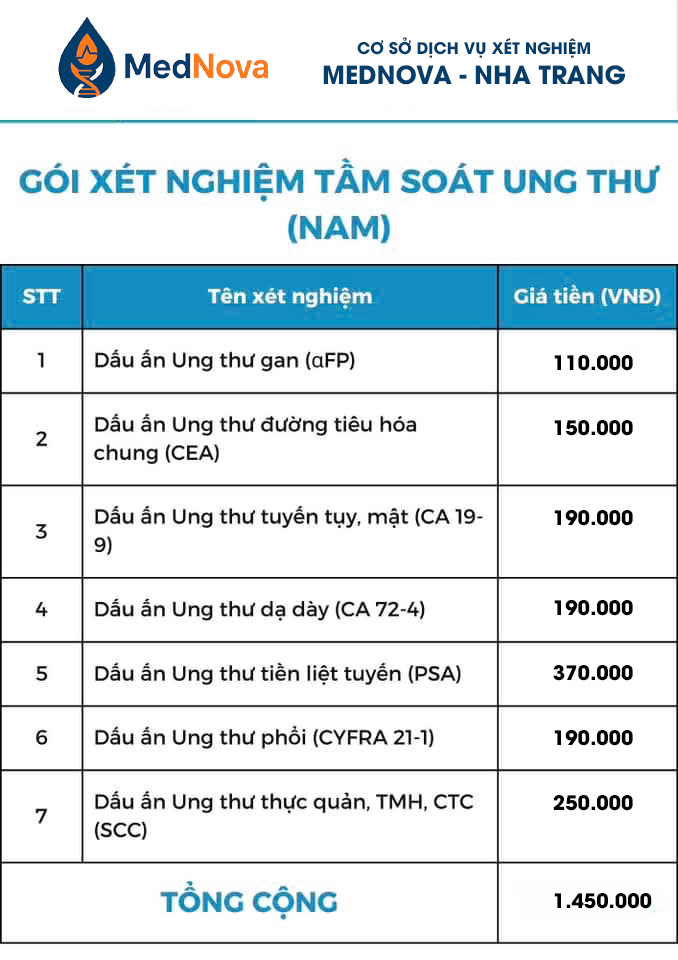 MedNova
CƠ SỞ DỊCH VỤ XÉT NGHIỆM
MEDNOVA - NHA TRANG
GÓI XÉT NGHIỆM TẦM SOÁT UNG THƯ
(NAM)
STT Tên xét nghiệm Giá tiền (VNĐ)
1 Dấu ấn Ung thư gan (αFP) 110.000
2 Dấu ấn Ung thư đường tiêu hóa
chung (CEA) 150.000
3 Dấu ấn Ung thư tuyến tụy, mật (CA 19-
9) 190.000
4 Dấu ấn Ung thư dạ dày (CA 72-4) 190.000
5 Dấu ấn Ung thư tiền liệt tuyến (PSA) 370.000
6 Dấu ấn Ung thư phổi (CYFRA 21-1) 190.000
7 Dấu ấn Ung thư thực quản, TMH, CTC
(SCC) 250.000
TỔNG CỘNG 1.450.000